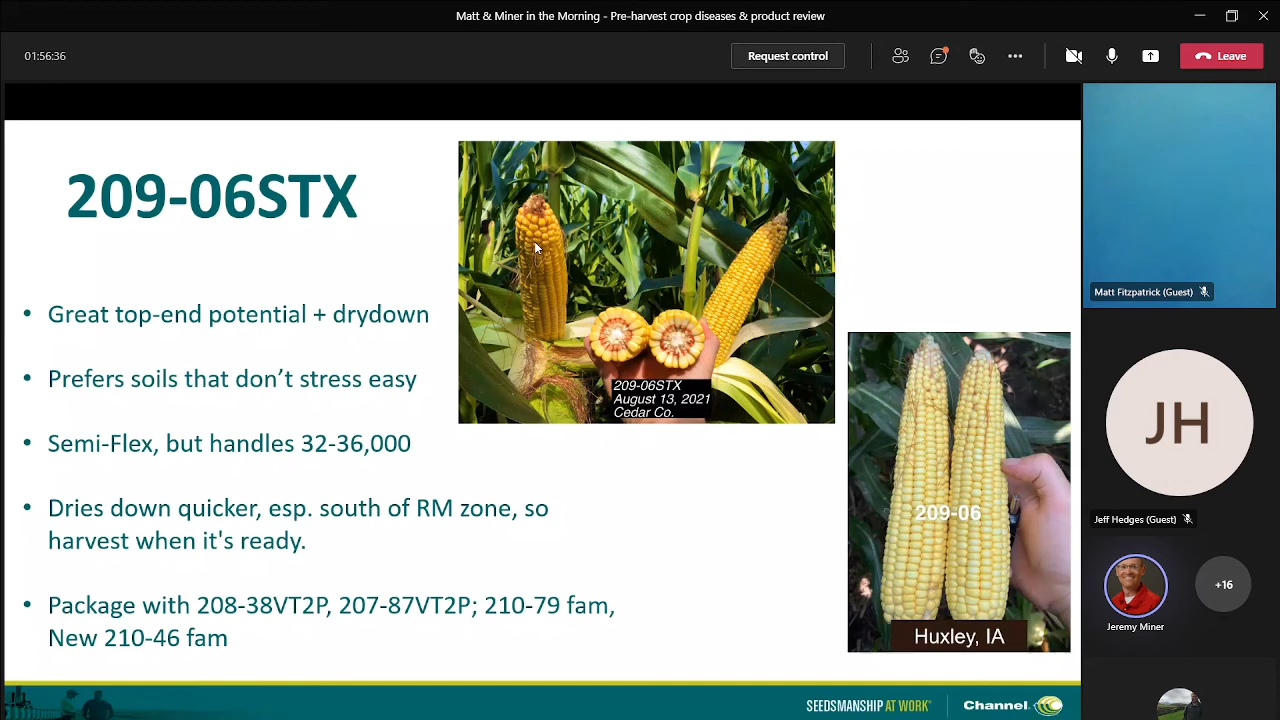 Matt & Miner in the Morning - Pre-harvest crop diseases & product review
01:56:36
Request control
Leave
209-06STX
Great top-end potential + drydown
Prefers soils that don’t stress easy
Semi-Flex, but handles 32-36,000
Dries down quicker, esp. south of RM zone, so
harvest when it's ready.
Package with 208-38VT2P, 207-87VT2P; 210-79 fam,
New 210-46 fam
209-06STX
August 13, 2021
Cedar Co.
209-06
Huxley, IA
SEEDSMANSHIP AT WORK®
Channel.
Matt Fitzpatrick (Guest)
JH
Jeff Hedges (Guest)
+16
Jeremy Miner